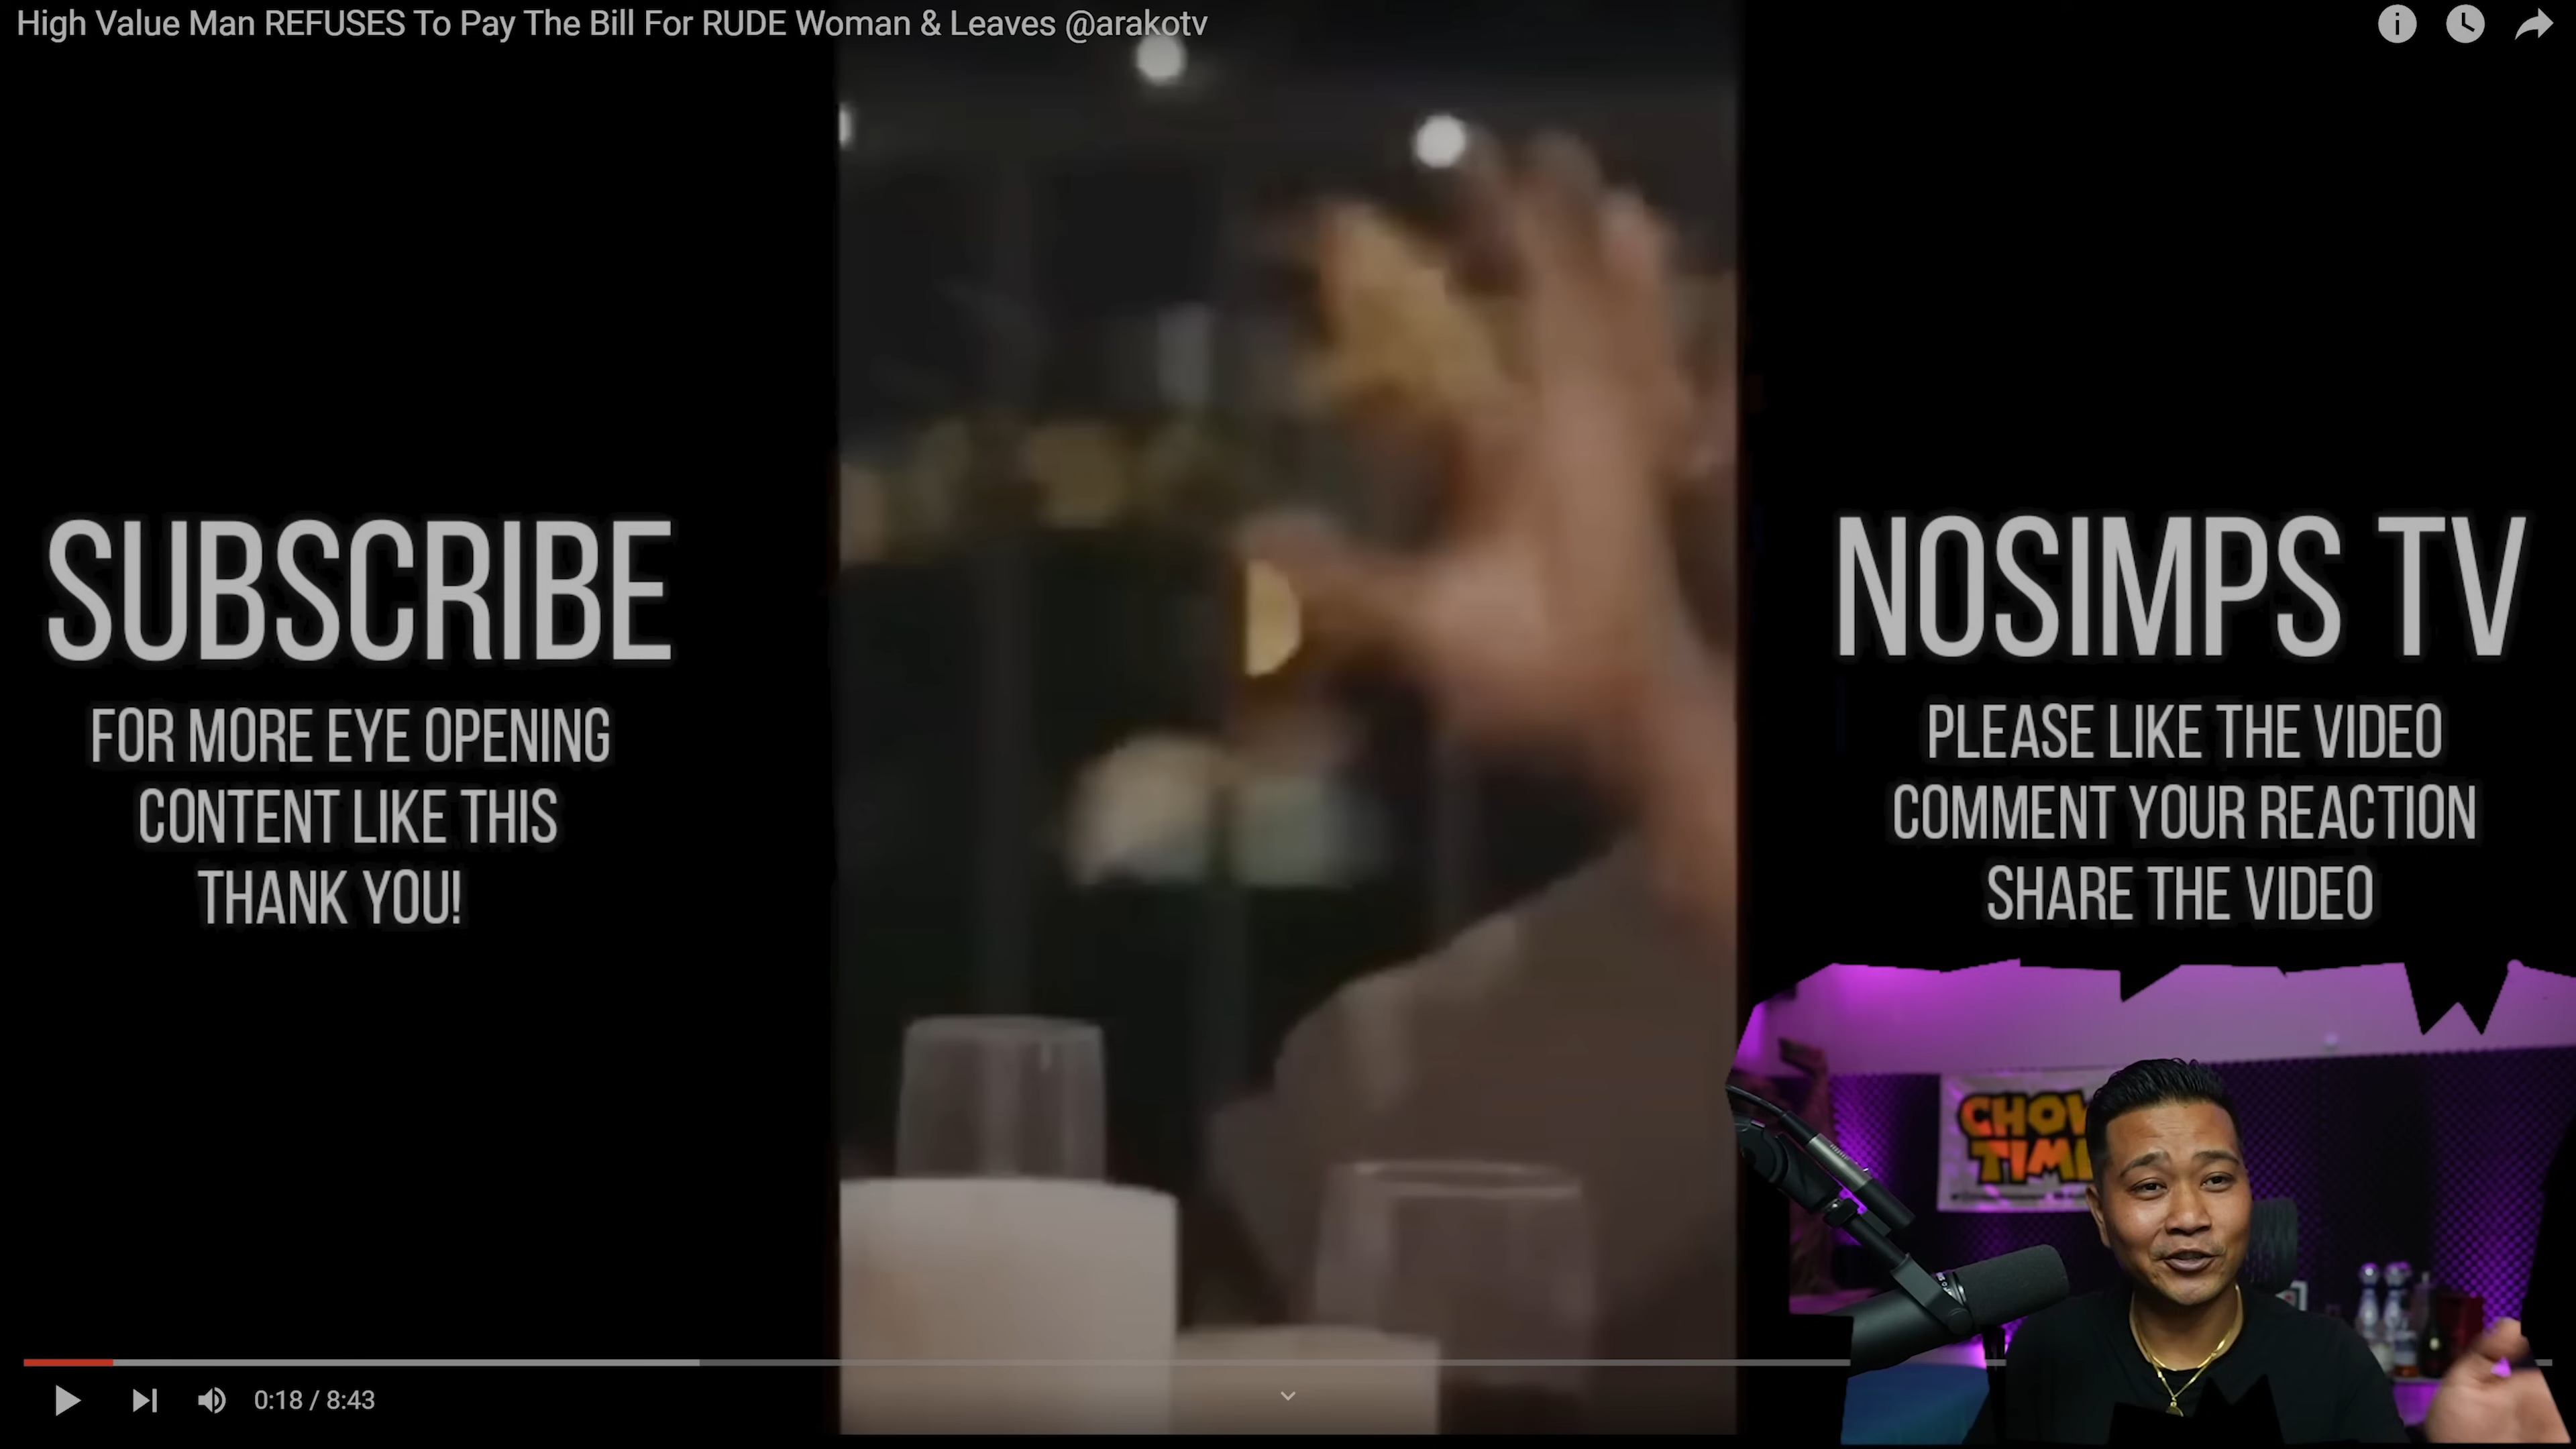 High Value Man REFUSES To Pay The Bill For RUDE Woman & Leaves @arakotv
SUBSCRIBE
FOR MORE EYE OPENING
CONTENT LIKE THIS
THANK YOU!
NOSIMPS TV
PLEASE LIKE THE VIDEO
COMMENT YOUR REACTION
SHARE THE VIDEO
0:18 / 8:43